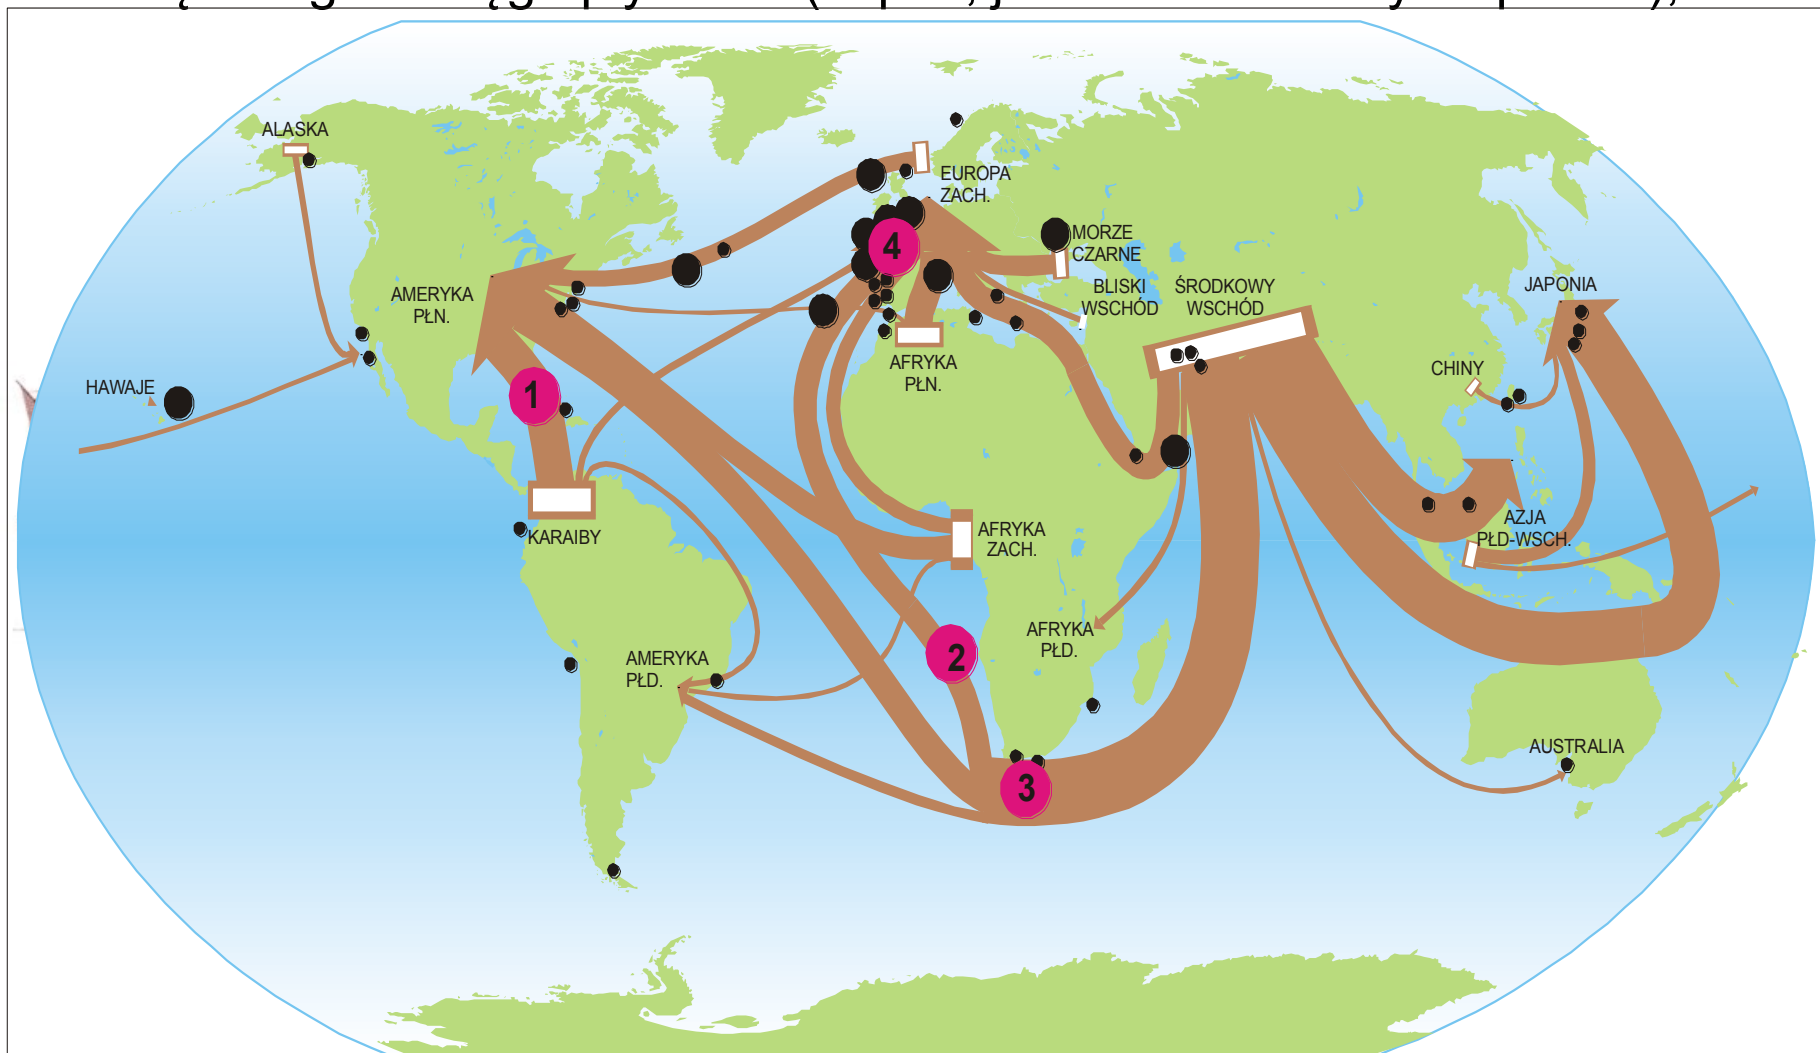 ALASKA
EUROPA
ZACH.
MORZE
CZARNE
4
AMERYKA
PŁN.
BLISKI
WSCHÓD
ŚRODKOWY
WSCHÓD
JAPONIA
AFRYKA
PŁN.
CHINY
HAWAJE
1
KARAIBY
AFRYKA
ZACH.
AZJA
PŁD-WSCH.
AFRYKA
PŁD.
2
AMERYKA
PŁD.
AUSTRALIA
3